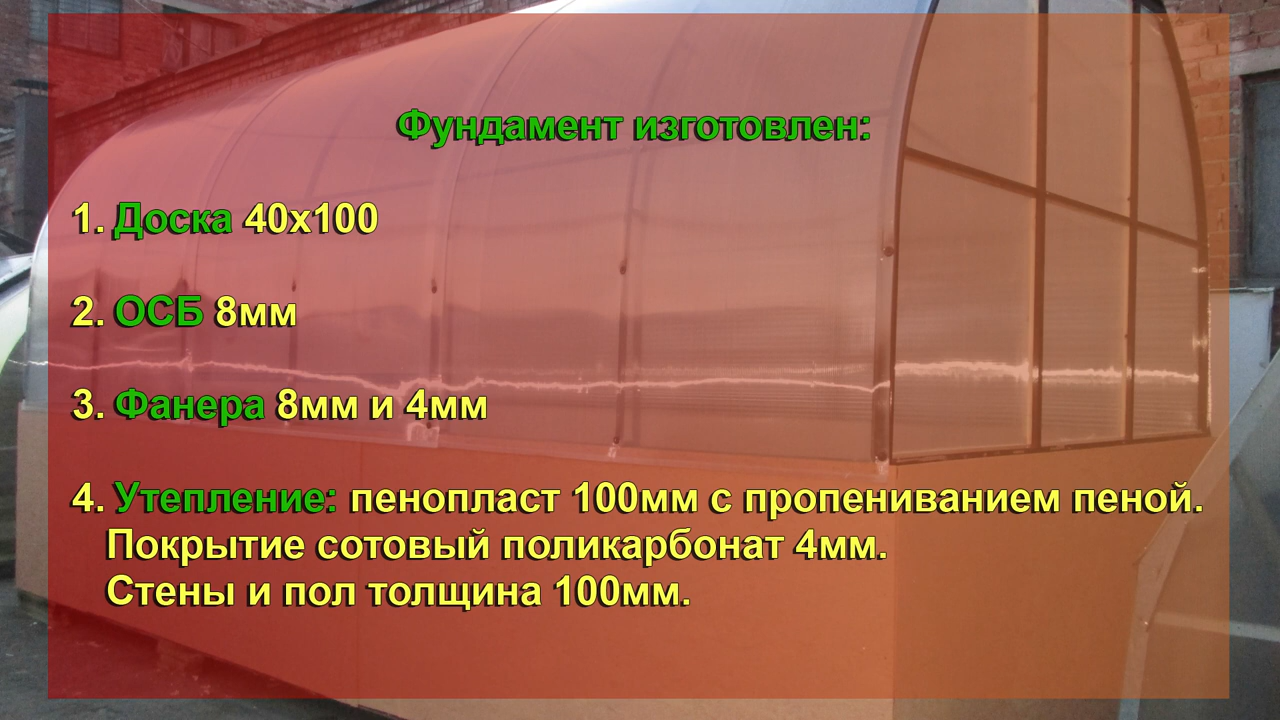 Фундамент изготовлен:
1. Доска 40х100
2. ОСБ 8мм
3. Фанера 8мм и 4мм
4. Утепление: пенопласт 100мм с пропениванием пеной.
Покрытие сотовый поликарбонат 4мм.
Стены и пол толщина 100мм.